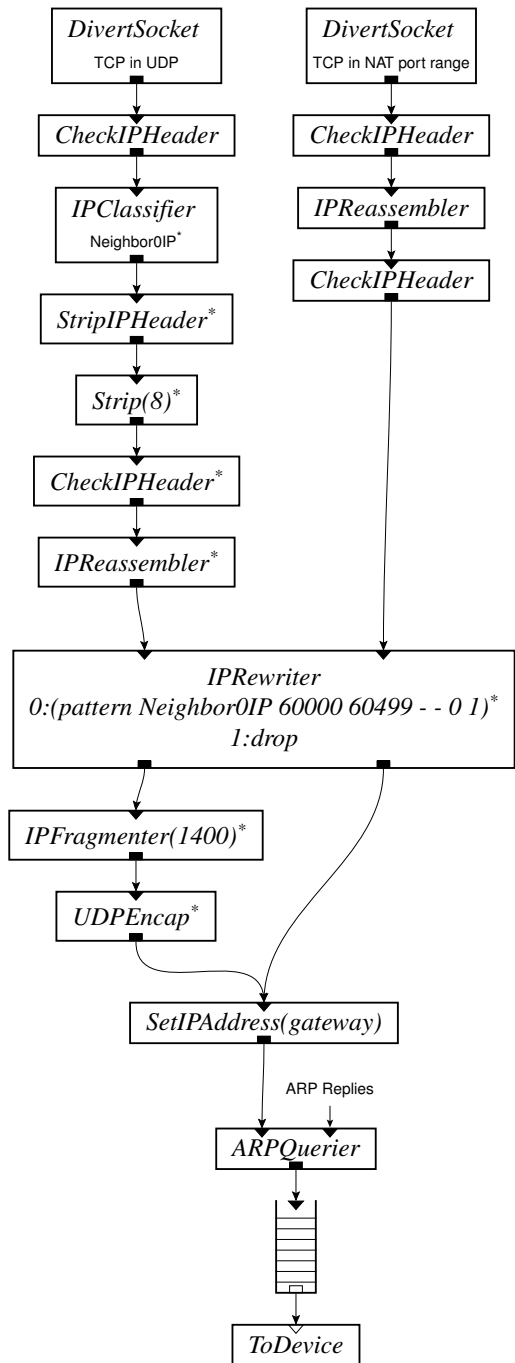 DivertSocket
TCP in UDP
CheckIPHeader
IPClassifier
Neighbor0IP*
StripIPHeader*
Strip(8)*
CheckIPHeader*
IPReassembler*
DivertSocket
TCP in NAT port range
CheckIPHeader
IPReassembler
CheckIPHeader
IPRewriter
0:(pattern Neighbor0IP 60000 60499 - - 0 1)*
1:drop
IPFragmenter(1400)*
UDPEncap*
SetIPAddress(gateway)
ARP Replies
ARPQuerier
ToDevice